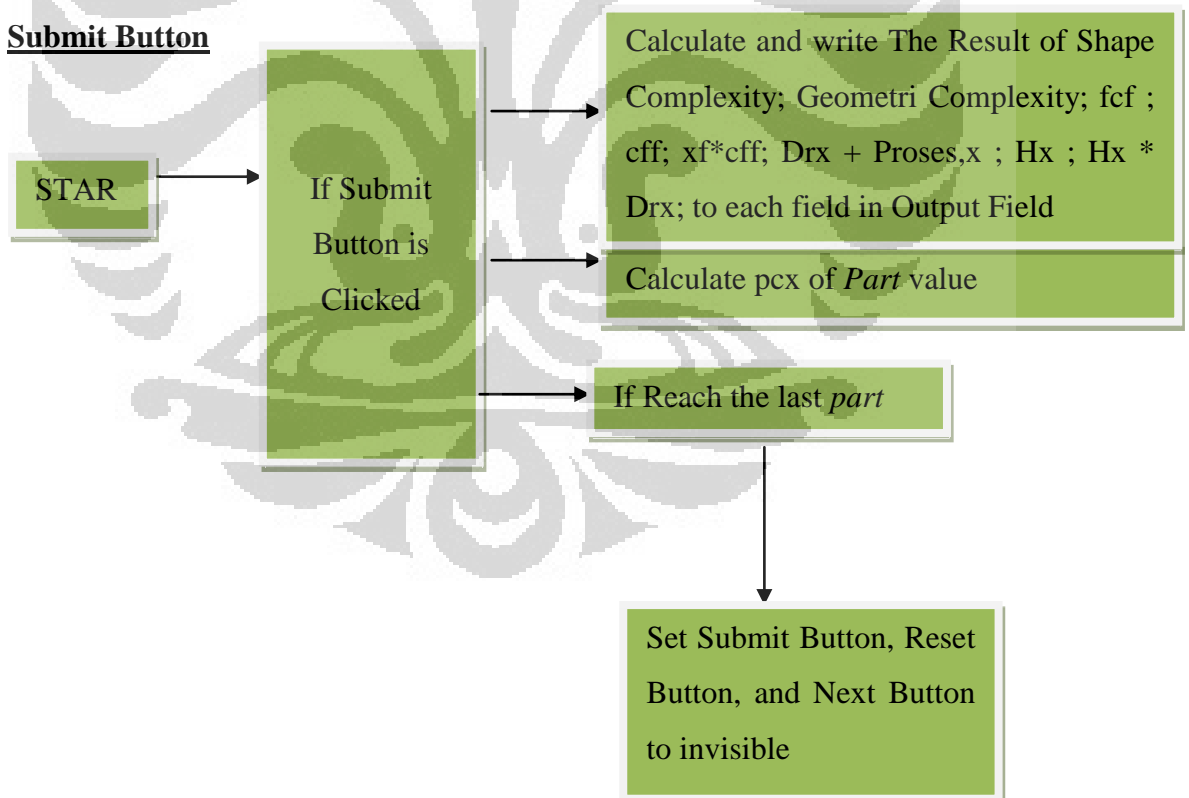 Submit Button
STAR
If Submit
Button is
Clicked
Calculate and write The Result of Shape
Complexity; Geometri Complexity; fcf ;
cff; xf*cff; Drx + Proses,x ; Hx ; Hx *
Drx; to each field in Output Field
Calculate pcx of Part value
If Reach the last part
Set Submit Button, Reset
Button, and Next Button
to invisible